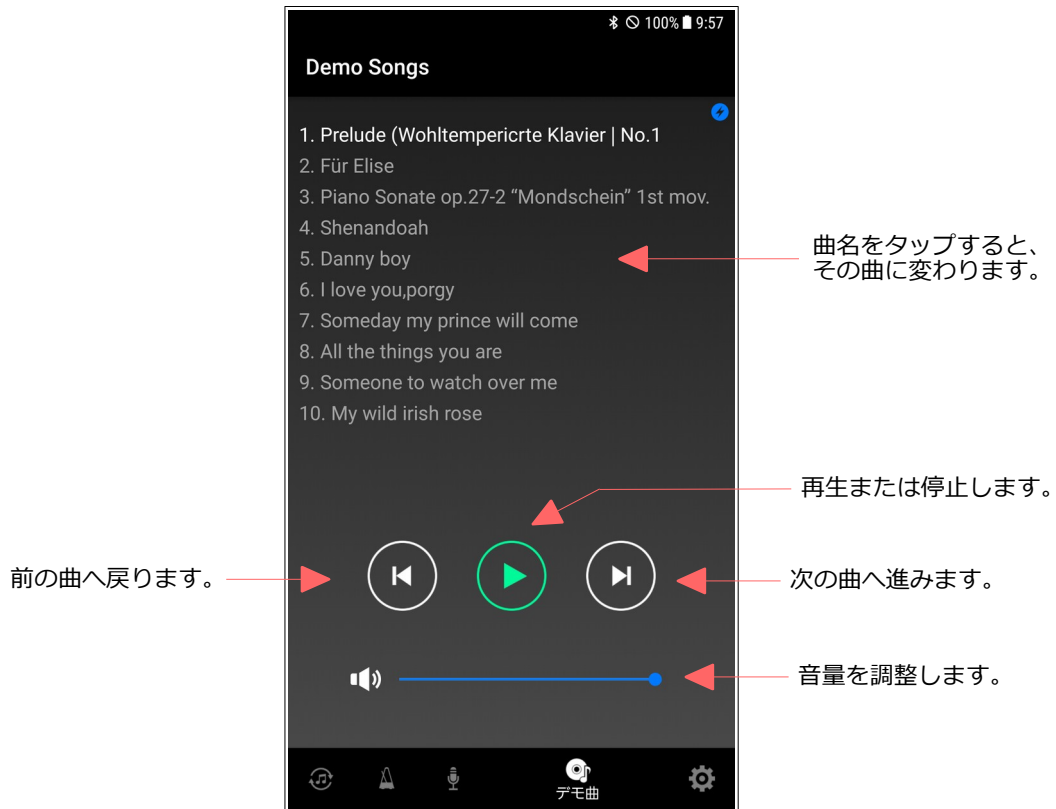 100% 9:57
Demo Songs
1. Prelude (Wohltempericrte Klavier | No.1
2. Für Elise
3. Piano Sonate op.27-2 “Mondschein” 1st mov.
4. Shenandoah
5. Danny boy
6. I love you,porgy
7. Someday my prince will come
8. All the things you are
9. Someone to watch over me
10. My wild irish rose
曲名をタップすると、
その曲に変わります。
再生または停止します。
前の曲へ戻ります。
次の曲へ進みます。
音量を調整します。
デモ曲